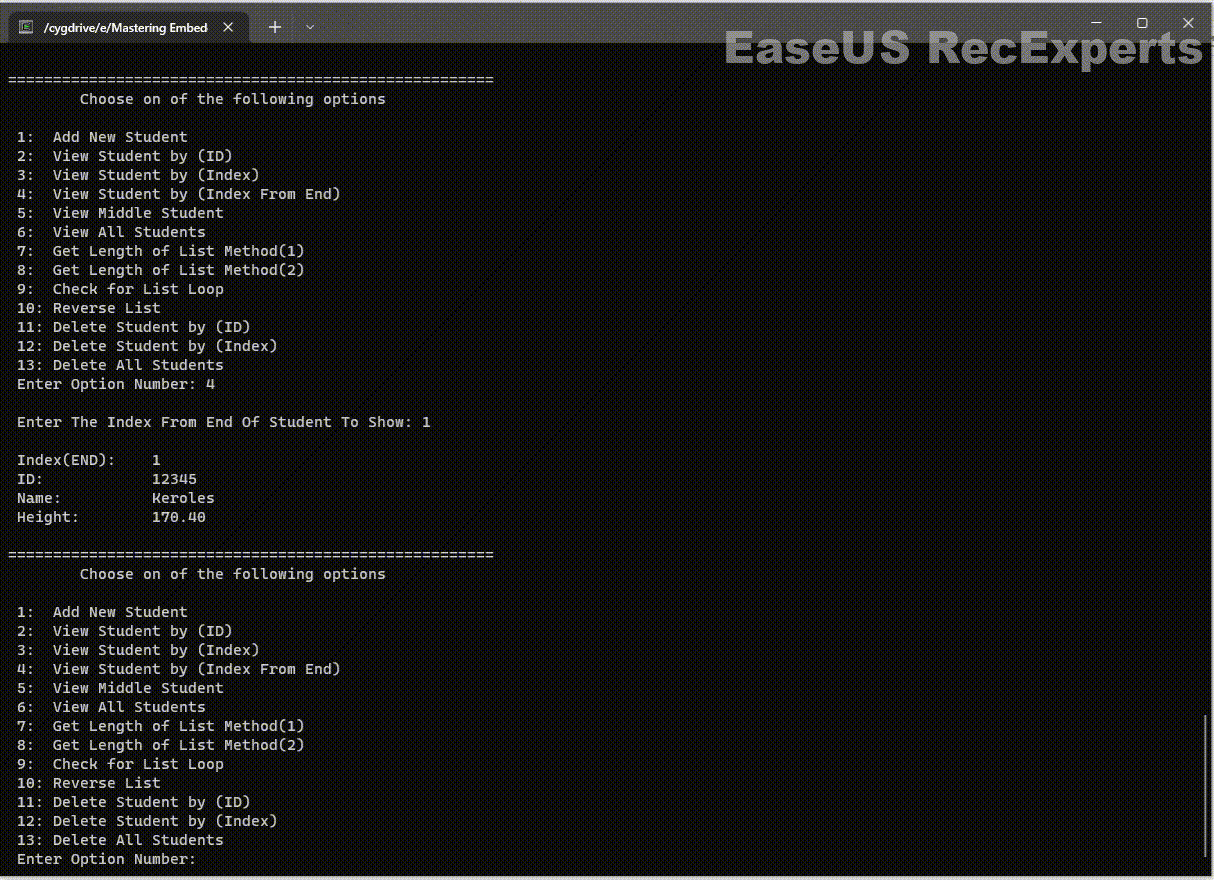 /cygdrive/e/Mastering Embed
EaseUS RecExperts
======================================================
Choose on of the following options
1: Add New Student
2: View Student by (ID)
3: View Student by (Index)
4: View Student by (Index From End)
5: View Middle Student
6: View All Students
7: Get Length of List Method(1)
8: Get Length of List Method(2)
9: Check for List Loop
10: Reverse List
11: Delete Student by (ID)
12: Delete Student by (Index)
13: Delete All Students
Enter Option Number: 4
Enter The Index From End Of Student To Show: 1
Index(END): 1
ID: 12345
Name: Keroles
Height: 170.40
======================================================
Choose on of the following options
1: Add New Student
2: View Student by (ID)
3: View Student by (Index)
4: View Student by (Index From End)
5: View Middle Student
6: View All Students
7: Get Length of List Method(1)
8: Get Length of List Method(2)
9: Check for List Loop
10: Reverse List
11: Delete Student by (ID)
12: Delete Student by (Index)
13: Delete All Students
Enter Option Number: